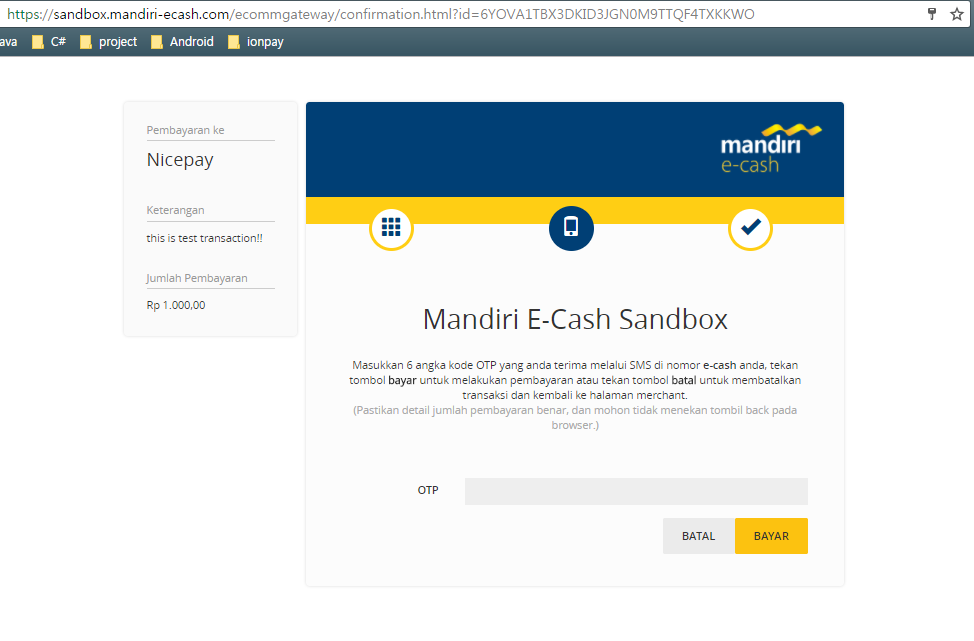 https://sandbox.mandiri-ecash.com/ecommgateway/confirmation.html?id=6YOVA1TBX3DKID3JGN0M9TTQF4TXKKWO
ava C# project Android ionpay
Pembayaran ke
Nicepay
Keterangan
this is test transaction!!
Jumlah Pembayaran
Rp 1.000,00
mandiri
e-cash
Mandiri E-Cash Sandbox
Masukkan 6 angka kode OTP yang anda terima melalui SMS di nomor e-cash anda, tekan
tombol bayar untuk melakukan pembayaran atau tekan tombol batal untuk membatalkan
transaksi dan kembali ke halaman merchant.
(Pastikan detail jumlah pembayaran benar, dan mohon tidak menekan tombil back pada
browser.)
OTP
BATAL BAYAR